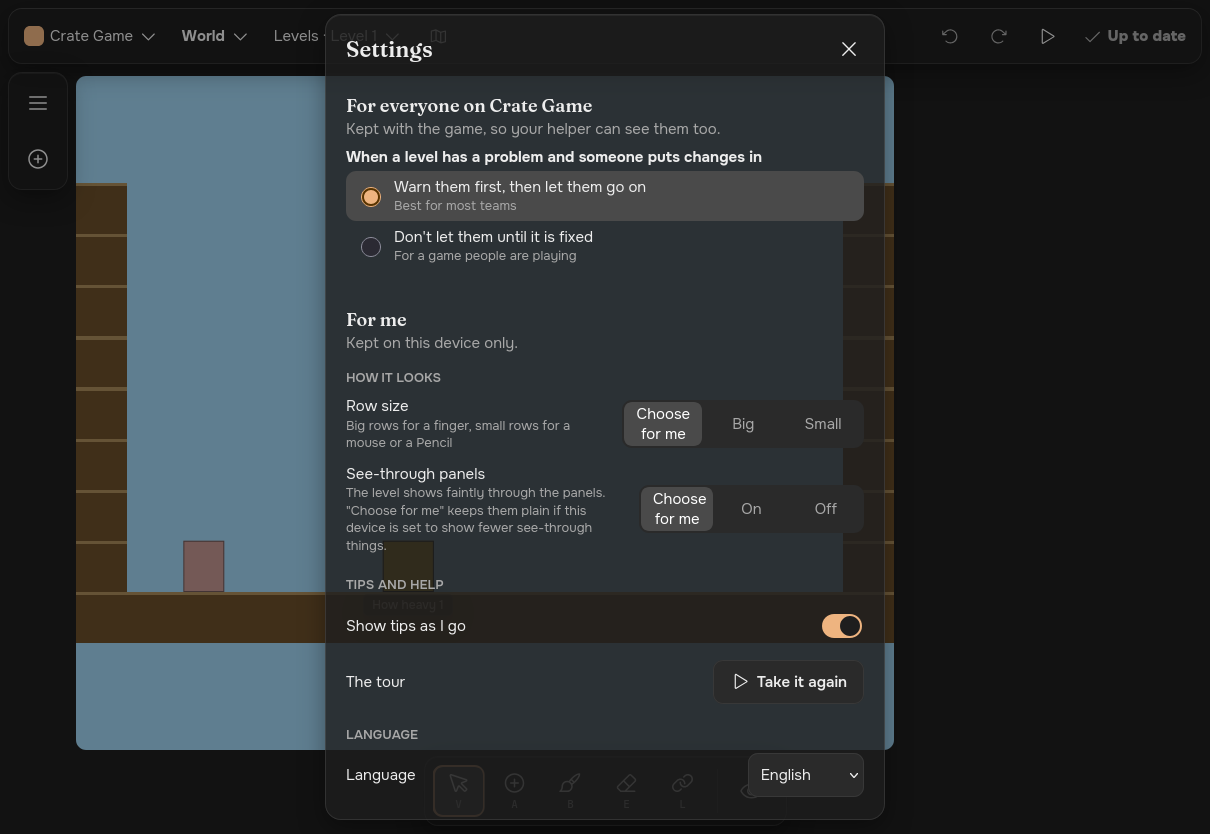 Crate Game
World
Levels · Level 1
Up to date
Settings
For everyone on Crate Game
Kept with the game, so your helper can see them too.
When a level has a problem and someone puts changes in
Warn them first, then let them go on
Best for most teams
Don't let them until it is fixed
For a game people are playing
For me
Kept on this device only.
HOW IT LOOKS
Row size
Big rows for a finger, small rows for a
mouse or a Pencil
Choose
for me
Big
Small
See-through panels
The level shows faintly through the panels.
"Choose for me" keeps them plain if this
device is set to show fewer see-through
things.
Choose
for me
On
Off
TIPS AND HELP
How heavy 1
Show tips as I go
The tour
Take it again
LANGUAGE
Language
English
V
A
B
E
L